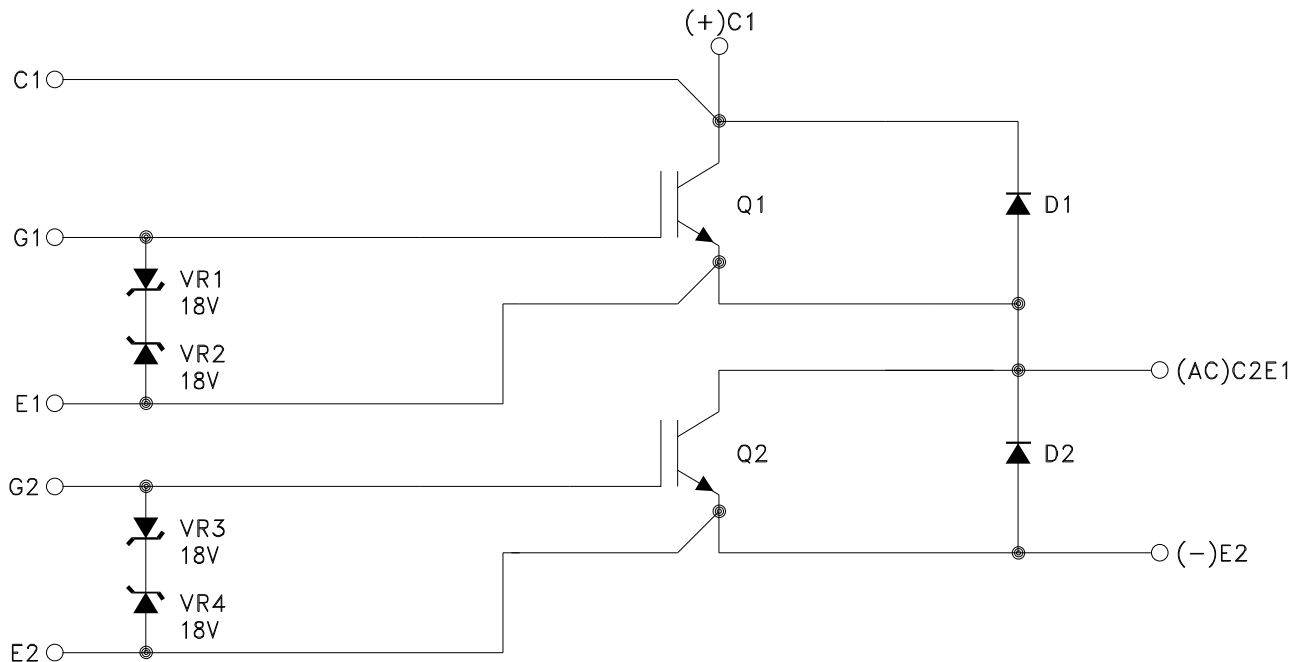 (+)C1
C1
Q1
D1
G1
VR1
18V
VR2
18V
E1
(AC)C2E1
Q2
D2
G2
VR3
18V
(-)E2
VR4
18V
E2